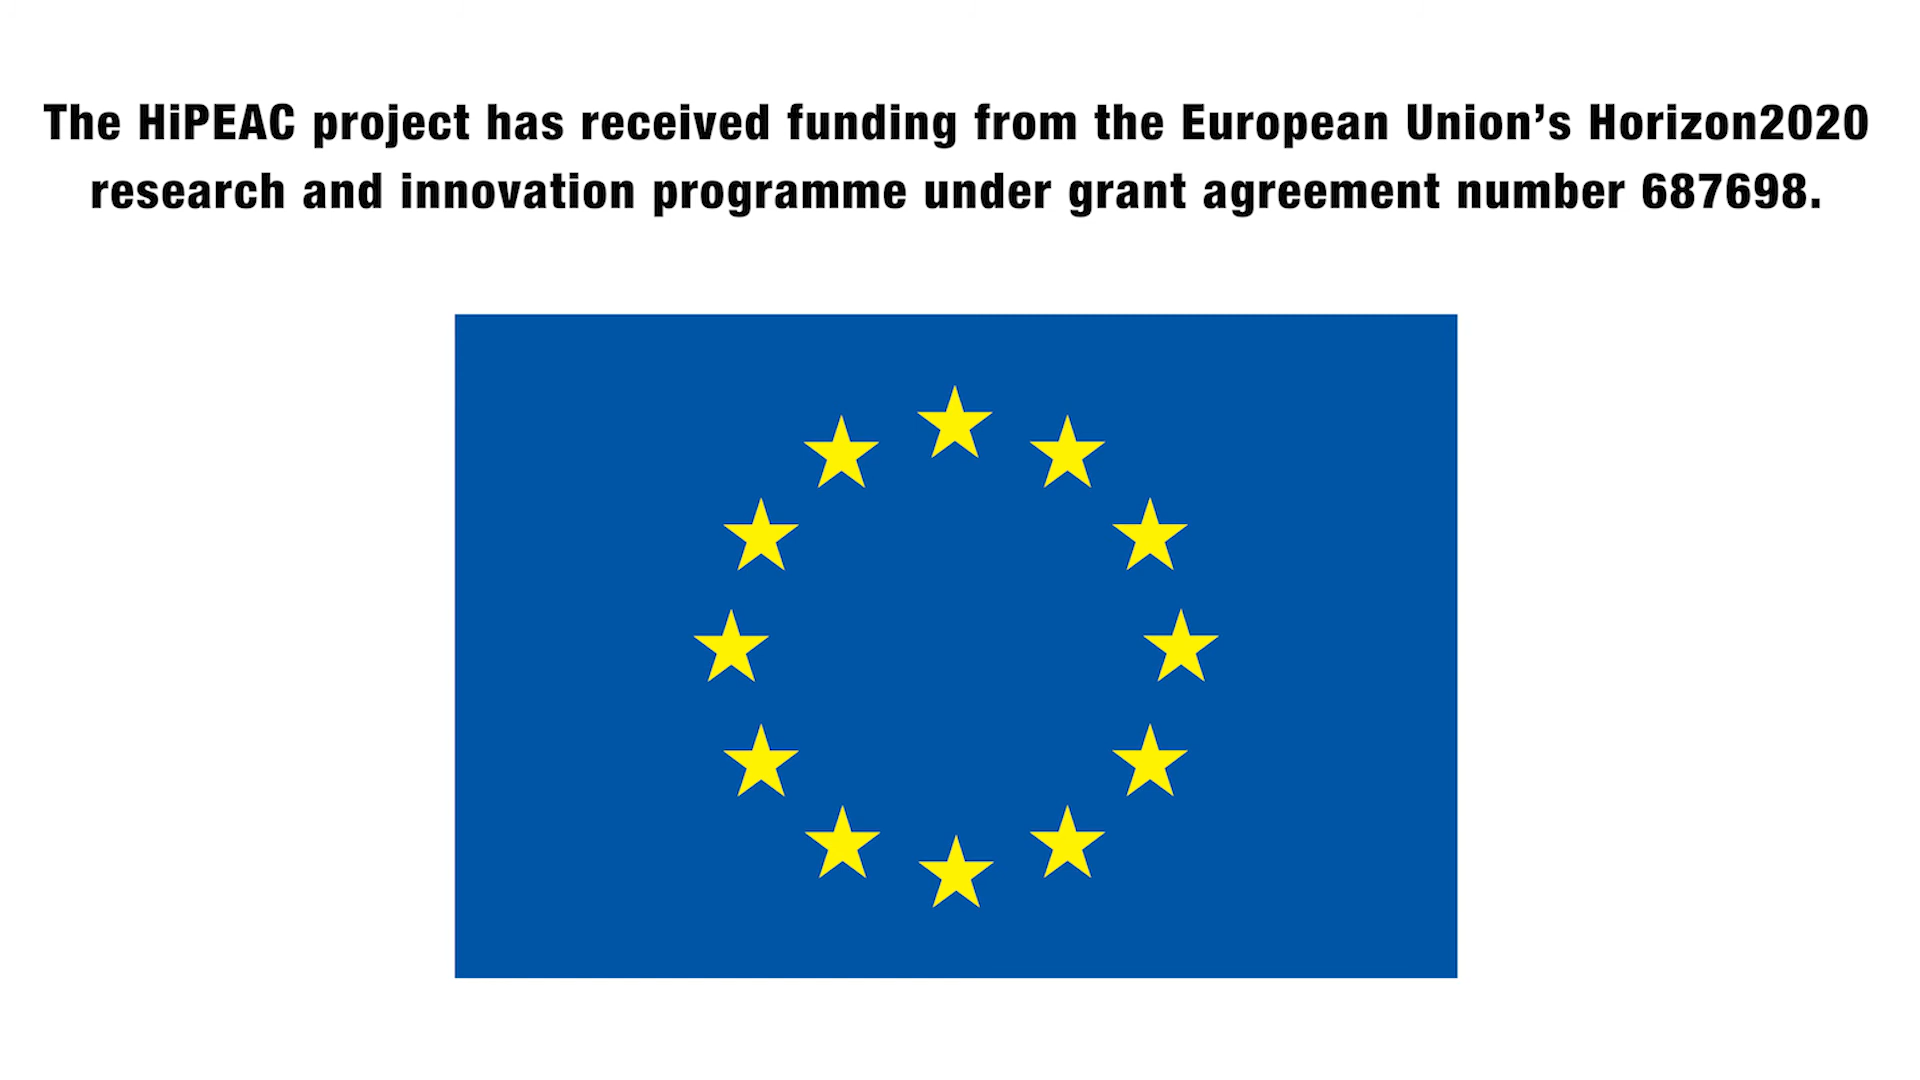 The HiPEAC project has received funding from the European Union’s Horizon2020
research and innovation programme under grant agreement number 687698.